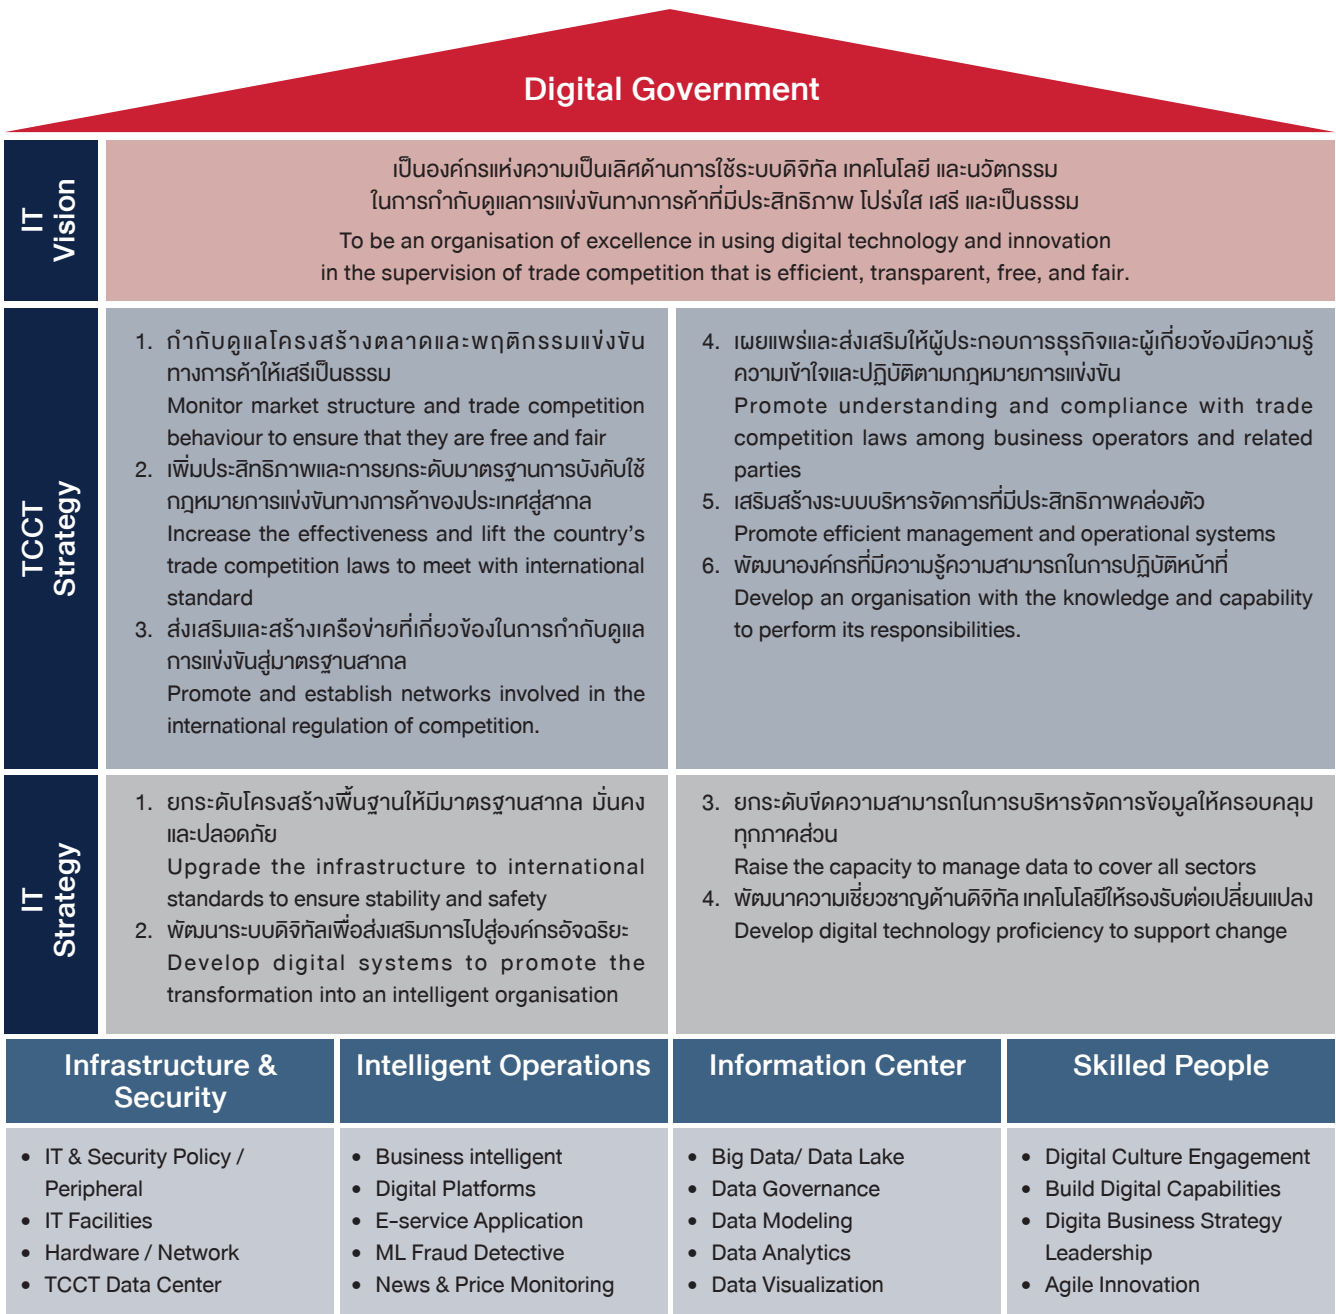 Digital Government
IT
Vision
เป็นองค์กรแห่งความเป็นเลิศด้านการใช้ระบบดิจิทัล เทคโนโลยี และนวัตกรรม
ในการกำกับดูแลการแข่งขันทางการค้าที่มีประสิทธิภาพ โปร่งใส เสรี และเป็นธรรม
To be an organisation of excellence in using digital technology and innovation
in the supervision of trade competition that is efficient, transparent, free, and fair.
TCCT
Strategy
1. กำกับดูแลโครงสร้างตลาดและพฤติกรรมแข่งขัน
ทางการค้าให้เสรีเป็นธรรม
Monitor market structure and trade competition
behaviour to ensure that they are free and fair
2. เพิ่มประสิทธิภาพและการยกระดับมาตรฐานการบังคับใช้
กฎหมายการแข่งขันทางการค้าของประเทศสู่สากล
Increase the effectiveness and lift the country's
trade competition laws to meet with international
standard
3. ส่งเสริมและสร้างเครือข่ายที่เกี่ยวข้องในการกำกับดูแล
การแข่งขันสู่มาตรฐานสากล
Promote and establish networks involved in the
international regulation of competition.
4. เผยแพร่และส่งเสริมให้ผู้ประกอบการธุรกิจและผู้เกี่ยวข้องมีความรู้
ความเข้าใจและปฏิบัติตามกฎหมายการแข่งขัน
Promote understanding and compliance with trade
competition laws among business operators and related
parties
5. เสริมสร้างระบบบริหารจัดการที่มีประสิทธิภาพคล่องตัว
Promote efficient management and operational systems
6. พัฒนาองค์กรที่มีความรู้ความสามารถในการปฏิบัติหน้าที่
Develop an organisation with the knowledge and capability
to perform its responsibilities.
IT
Strategy
1. ยกระดับโครงสร้างพื้นฐานให้มีมาตรฐานสากล มั่นคง
และปลอดภัย
Upgrade the infrastructure to international
standards to ensure stability and safety
2. พัฒนาระบบดิจิทัลเพื่อส่งเสริมการไปสู่องค์กรอัจฉริยะ
Develop digital systems to promote the
transformation into an intelligent organisation
3. ยกระดับขีดความสามารถในการบริหารจัดการข้อมูลให้ครอบคลุม
ทุกภาคส่วน
Raise the capacity to manage data to cover all sectors
4. พัฒนาความเชี่ยวชาญด้านดิจิทัล เทคโนโลยีให้รองรับต่อเปลี่ยนแปลง
Develop digital technology proficiency to support change
Infrastructure &
Security
• IT & Security Policy /
Peripheral
• IT Facilities
• Hardware / Network
• TCCT Data Center
Intelligent Operations
• Business intelligent
• Digital Platforms
• E-service Application
• ML Fraud Detective
• News & Price Monitoring
Information Center
• Big Data/ Data Lake
• Data Governance
• Data Modeling
• Data Analytics
• Data Visualization
Skilled People
• Digital Culture Engagement
• Build Digital Capabilities
• Digita Business Strategy
Leadership
• Agile Innovation